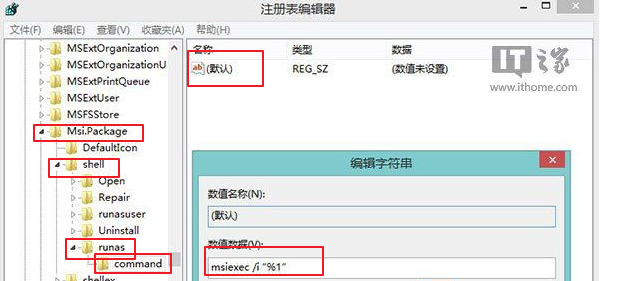 注册表编辑器
文件(F) 编辑(E) 查看(V) 收藏夹(A) 帮助(H)
MSExtOrganization
MSExtOrganizationU
MSExtPrintQueue
MSExtUser
MSFSStore
Msi.Package
DefaultIcon
shell
Open
Repair
runasuser
Uninstall
runas
command
shellex
名称 类型 数据
ab (默认) REG_SZ (数值未设置)
IT之家
www.ithome.com
编辑字符串
数值名称(N):
(默认)
数值数据(V):
msiexec /i "%1"